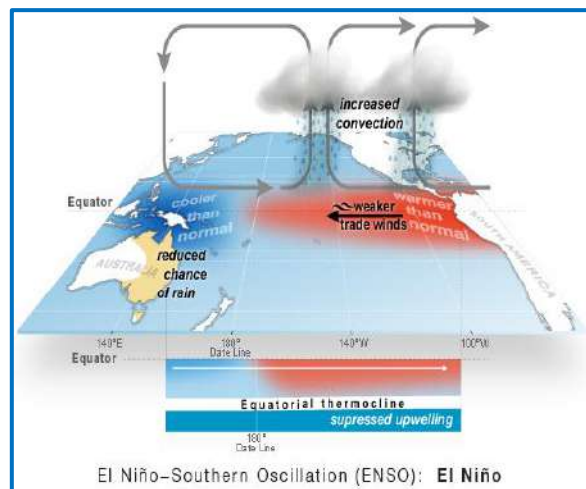 increased
convection
Equator
cooler
than
normal
weaker
trade winds
warmer
than
normal
SOUTH AMERICA
AUSTRALIA
reduced
chance
of rain
140°E
180°
Date Line
140°W
100°W
Equator
Equatorial thermocline
supressed upwelling
180°
Date Line
El Niño–Southern Oscillation (ENSO): El Niño